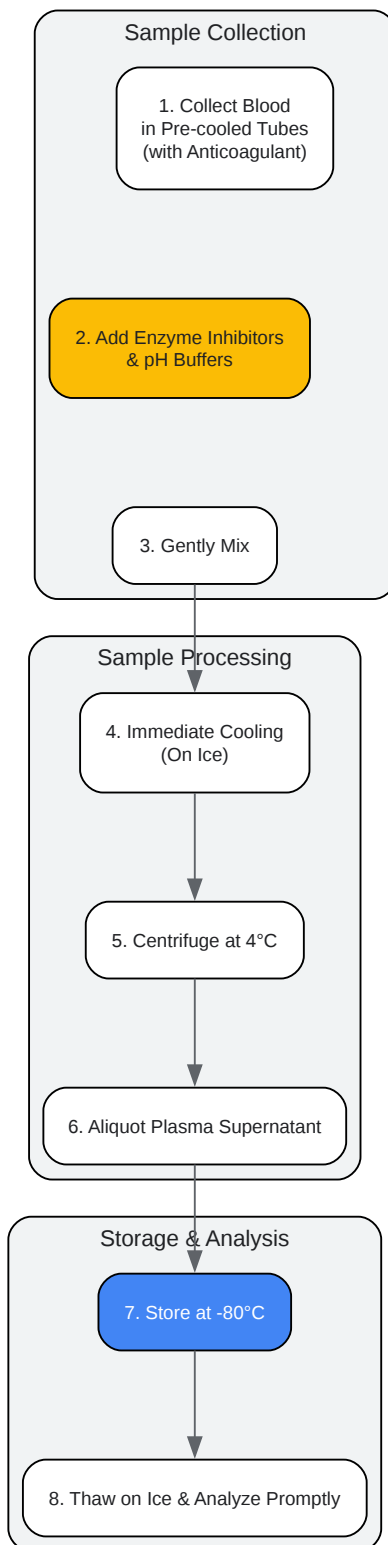 Sample Collection
1. Collect Blood
in Pre-cooled Tubes
(with Anticoagulant)
2. Add Enzyme Inhibitors
& pH Buffers
3. Gently Mix
Sample Processing
4. Immediate Cooling
(On Ice)
5. Centrifuge at 4°C
6. Aliquot Plasma Supernatant
Storage & Analysis
7. Store at -80°C
8. Thaw on Ice & Analyze Promptly